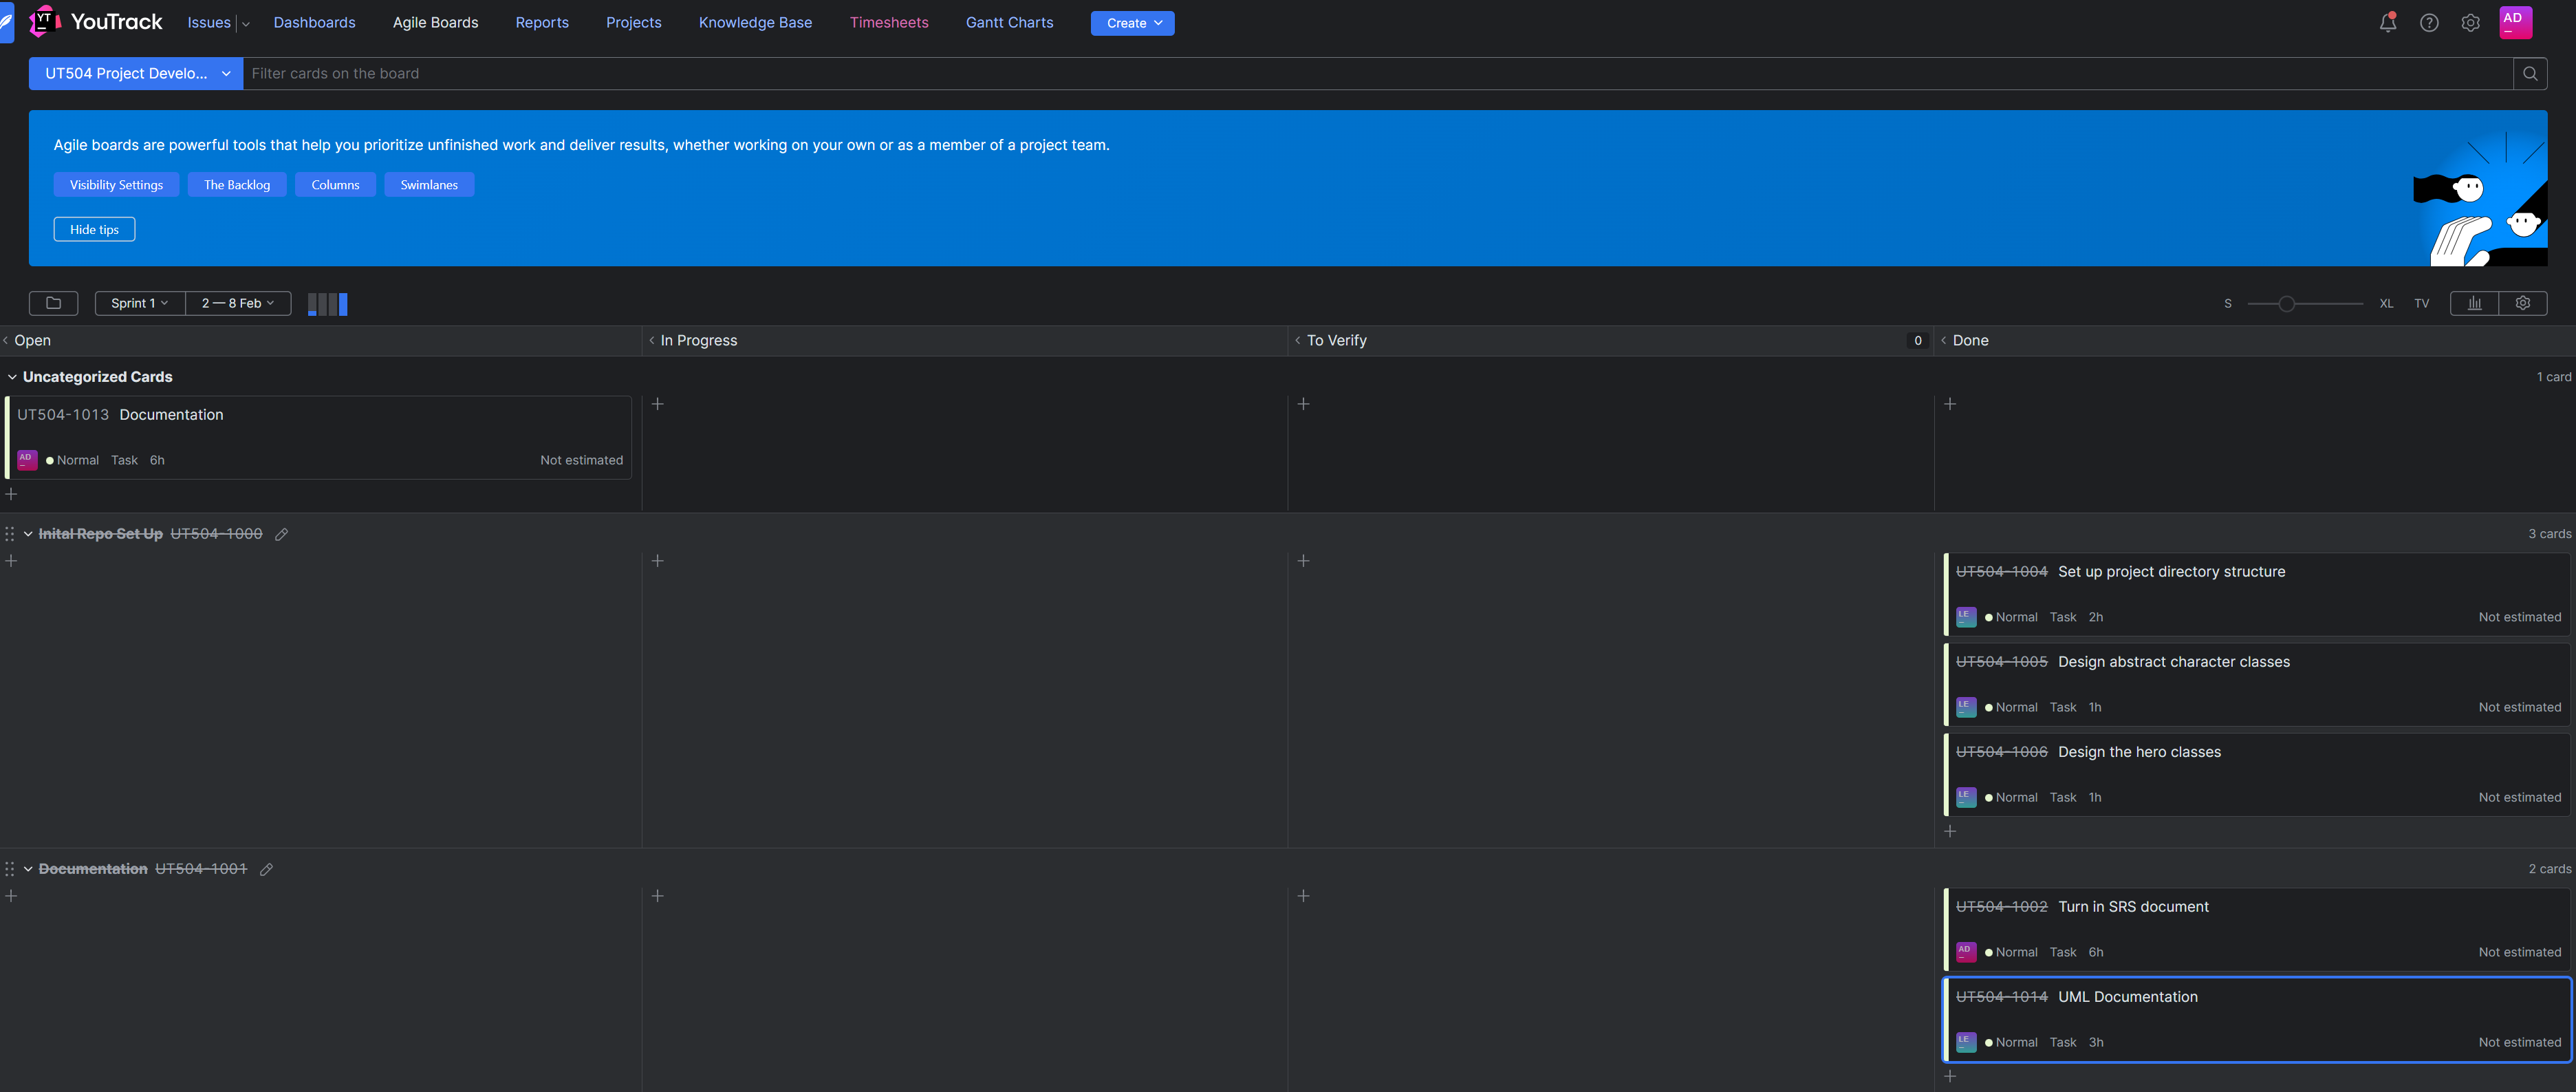 YT YouTrack Issues Dashboards Agile Boards Reports Projects Knowledge Base Timesheets Gantt Charts Create AD
UT504 Project Develo... Filter cards on the board
Agile boards are powerful tools that help you prioritize unfinished work and deliver results, whether working on your own or as a member of a project team.
Visibility Settings The Backlog Columns Swimlanes
Hide tips
Sprint 1 2 — 8 Feb S XL TV
Open In Progress To Verify 0 Done
Uncategorized Cards 1 card
UT504-1013 Documentation
AD Normal Task 6h Not estimated
Inital Repo Set Up UT504-1000 3 cards
UT504-1004 Set up project directory structure
LE Normal Task 2h Not estimated
UT504-1005 Design abstract character classes
LE Normal Task 1h Not estimated
UT504-1006 Design the hero classes
LE Normal Task 1h Not estimated
Documentation UT504-1001 2 cards
UT504-1002 Turn in SRS document
AD Normal Task 6h Not estimated
UT504-1014 UML Documentation
LE Normal Task 3h Not estimated